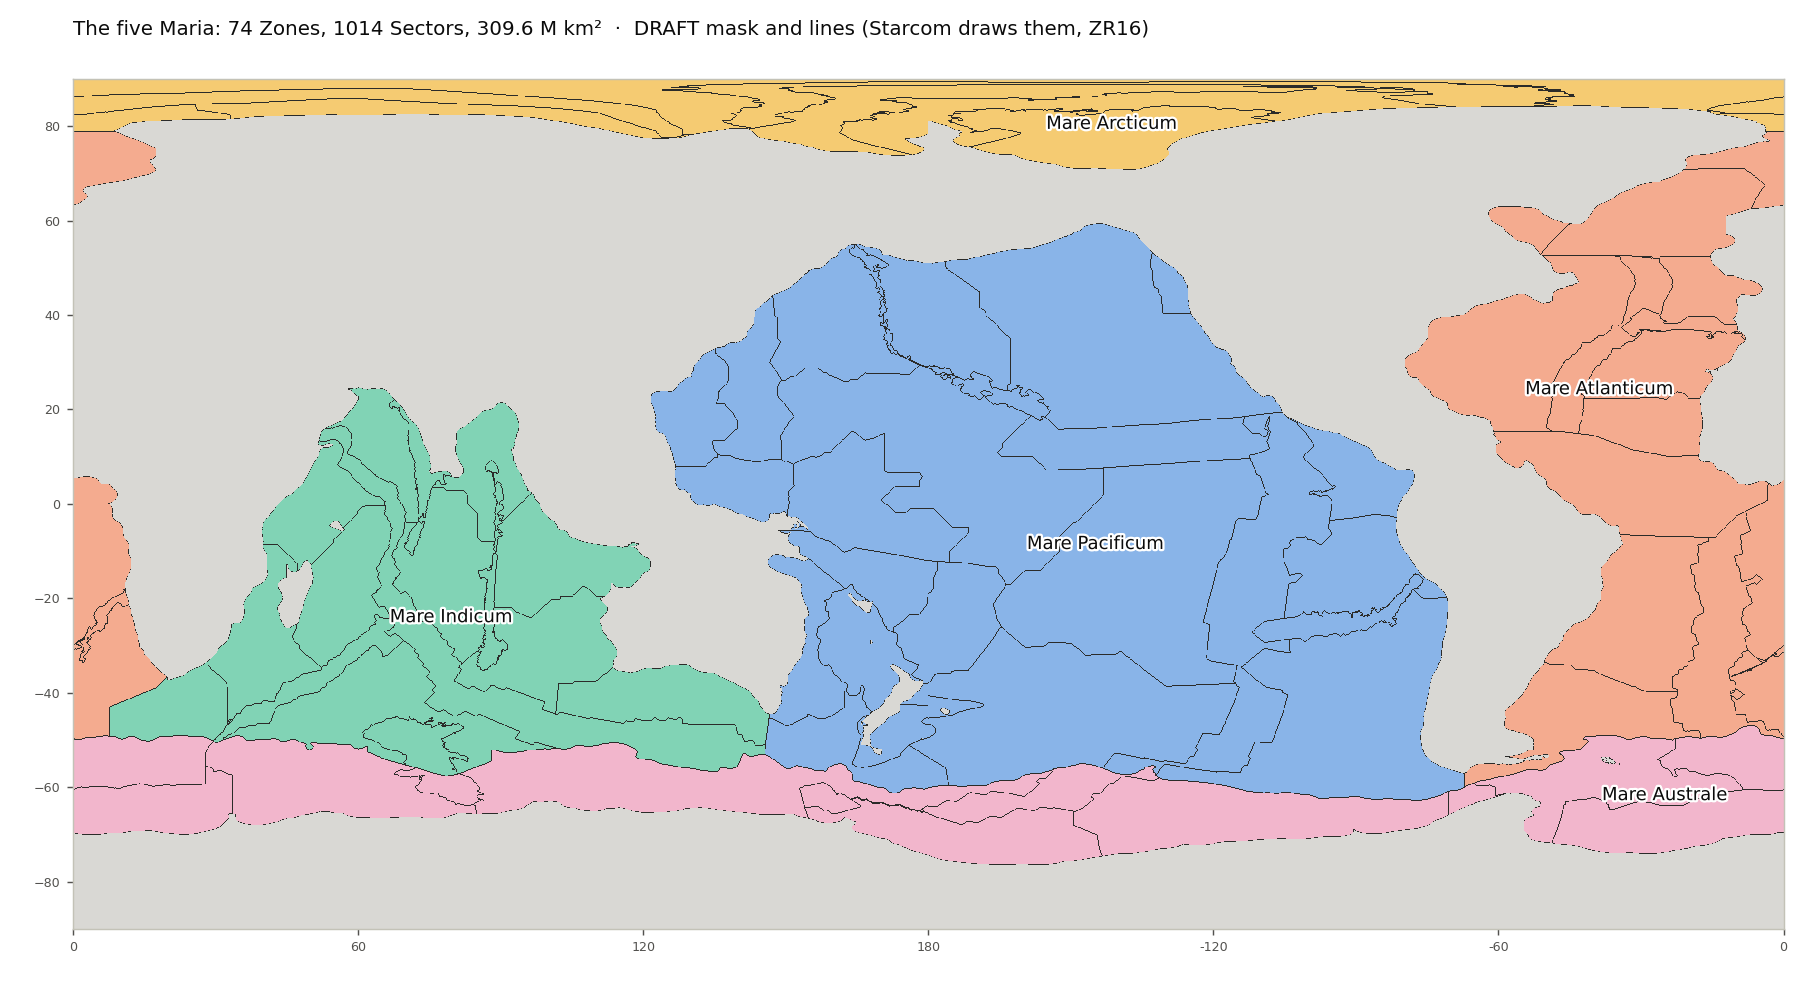 The five Maria: 74 Zones, 1014 Sectors, 309.6 M km² · DRAFT mask and lines (Starcom draws them, ZR16)
80
Mare Arcticum
60
40
Mare Atlanticum
20
0
Mare Pacificum
−20
Mare Indicum
−40
−60
Mare Australe
−80
0 60 120 180 -120 -60 0